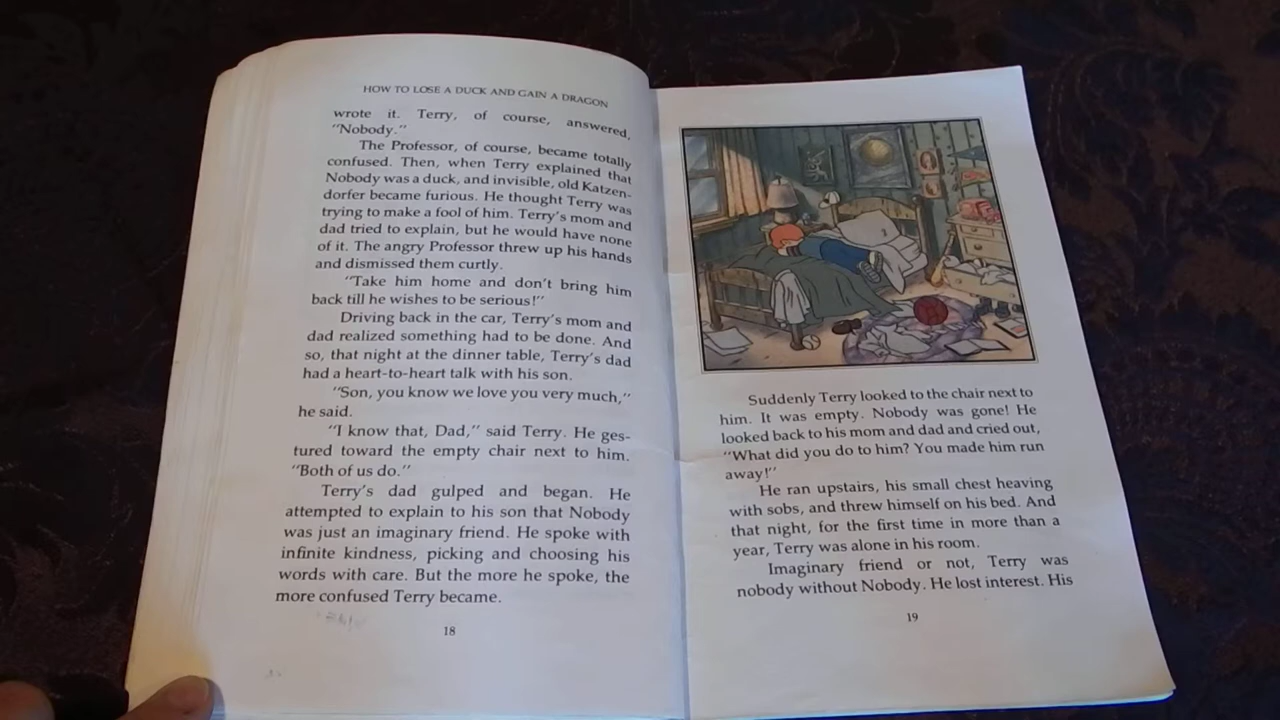 HOW TO LOSE A DUCK AND GAIN A DRAGON
wrote it. Terry, of course, answered,
"Nobody."
The Professor, of course, became totally
confused. Then, when Terry explained that
Nobody was a duck, and invisible, old Katzen-
dorfer became furious. He thought Terry was
trying to make a fool of him. Terry's mom and
dad tried to explain, but he would have none
of it. The angry Professor threw up his hands
and dismissed them curtly.
"Take him home and don't bring him
back till he wishes to be serious!"
Driving back in the car, Terry's mom and
dad realized something had to be done. And
so, that night at the dinner table, Terry's dad
had a heart-to-heart talk with his son.
"Son, you know we love you very much,"
he said.
"I know that, Dad," said Terry. He ges-
tured toward the empty chair next to him.
"Both of us do."
Terry's dad gulped and began. He
attempted to explain to his son that Nobody
was just an imaginary friend. He spoke with
infinite kindness, picking and choosing his
words with care. But the more he spoke, the
more confused Terry became.
18
Suddenly Terry looked to the chair next to
him. It was empty. Nobody was gone! He
looked back to his mom and dad and cried out,
"What did you do to him? You made him run
away!"
He ran upstairs, his small chest heaving
with sobs, and threw himself on his bed. And
that night, for the first time in more than a
year, Terry was alone in his room.
Imaginary friend or not, Terry was
nobody without Nobody. He lost interest. His
19